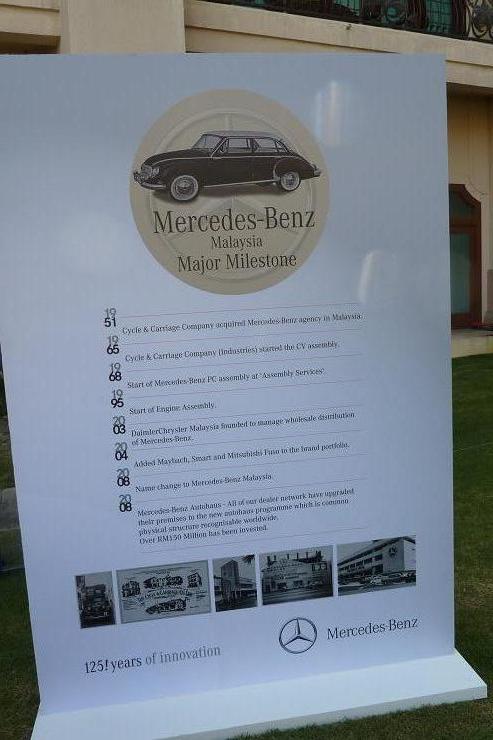 Mercedes-Benz
Malaysia
Major Milestone
1951 Cycle & Carriage Company acquired Mercedes-Benz agency in Malaysia.
1965 Cycle & Carriage Company (Industries) started the CV assembly.
1968 Start of Mercedes-Benz PC assembly at 'Assembly Services'.
1995 Start of Engine Assembly.
2003 DaimlerChrysler Malaysia founded to manage wholesale distribution
of Mercedes-Benz.
2004 Added Maybach, Smart and Mitsubishi Fuso to the brand portfolio.
2008 Name change to Mercedes-Benz Malaysia.
2008 Mercedes-Benz Autohaus - All of our dealer network have upgraded
their premises to the new autohaus programme which is common
physical structure recognisable worldwide.
Over RM150 Million has been invested.
THE CYCLE & CARRIAGE CO.
125! years of innovation
Mercedes-Benz